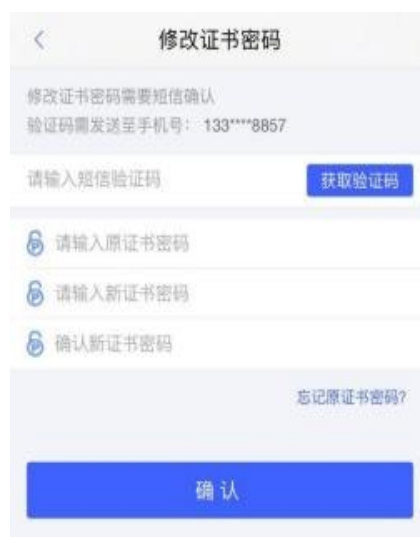 修改证书密码
修改证书密码需要短信确认
验证码需发送至手机号: 133****8857
请输入短信验证码 获取验证码
请输入原证书密码
请输入新证书密码
确认新证书密码
忘记原证书密码?
确 认